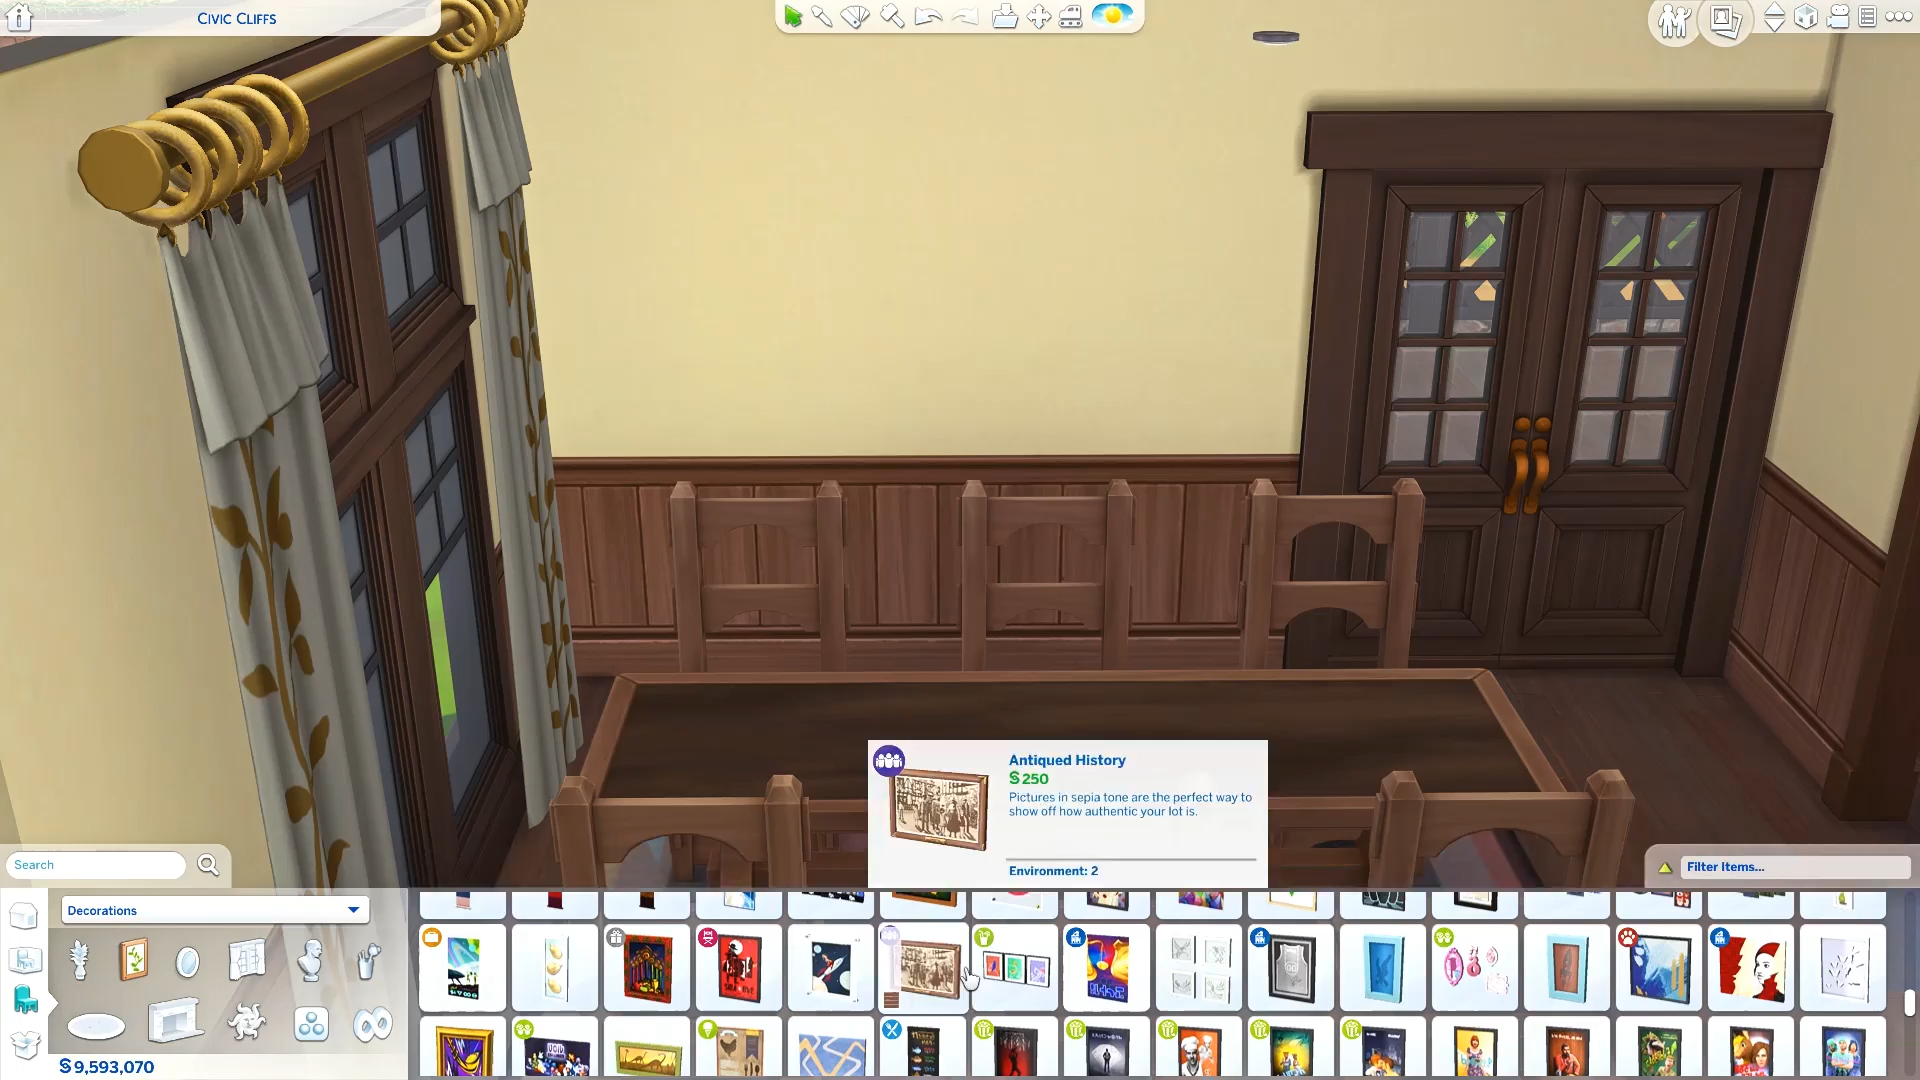 Civic Cliffs
Antiqued History
§250
Pictures in sepia tone are the perfect way to
show off how authentic your lot is.
Environment: 2
Search
Filter Items...
Decorations
§9,593,070